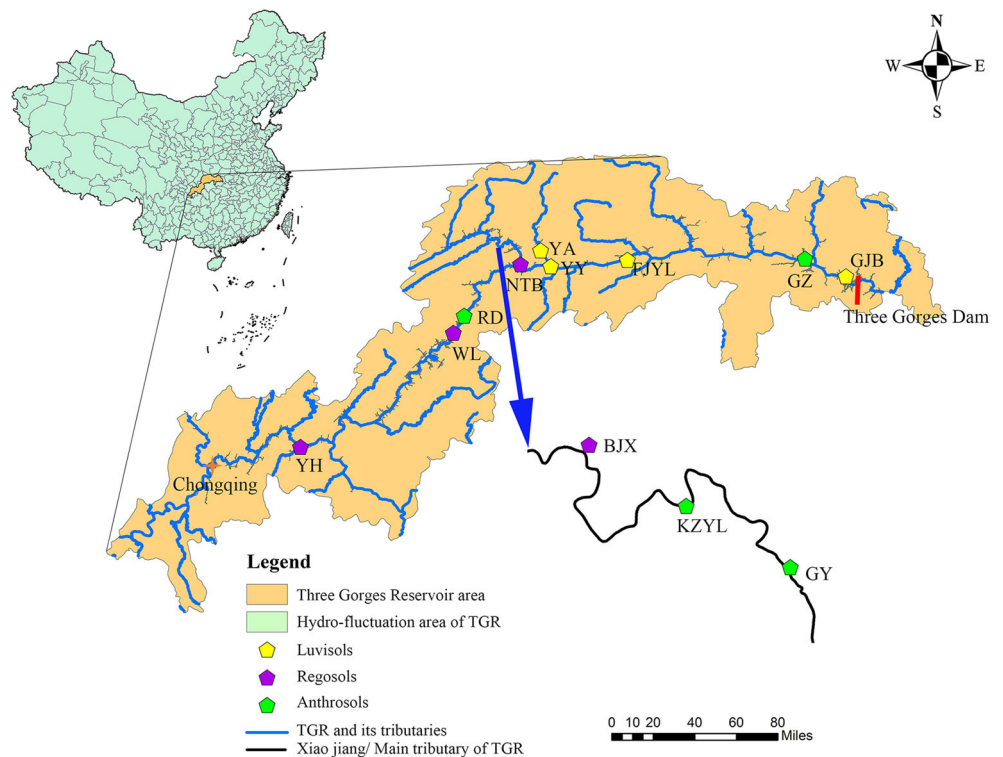 N
W E
S
YA
YY
FJYL
NTB
GZ
GJB
Three Gorges Dam
RD
WL
YH
Chongqing
BJX
KZYL
GY
Legend
Three Gorges Reservoir area
Hydro-fluctuation area of TGR
Luvisols
Regosols
Anthrosols
TGR and its tributaries
Xiao jiang/ Main tributary of TGR
0 10 20 40 60 80
Miles